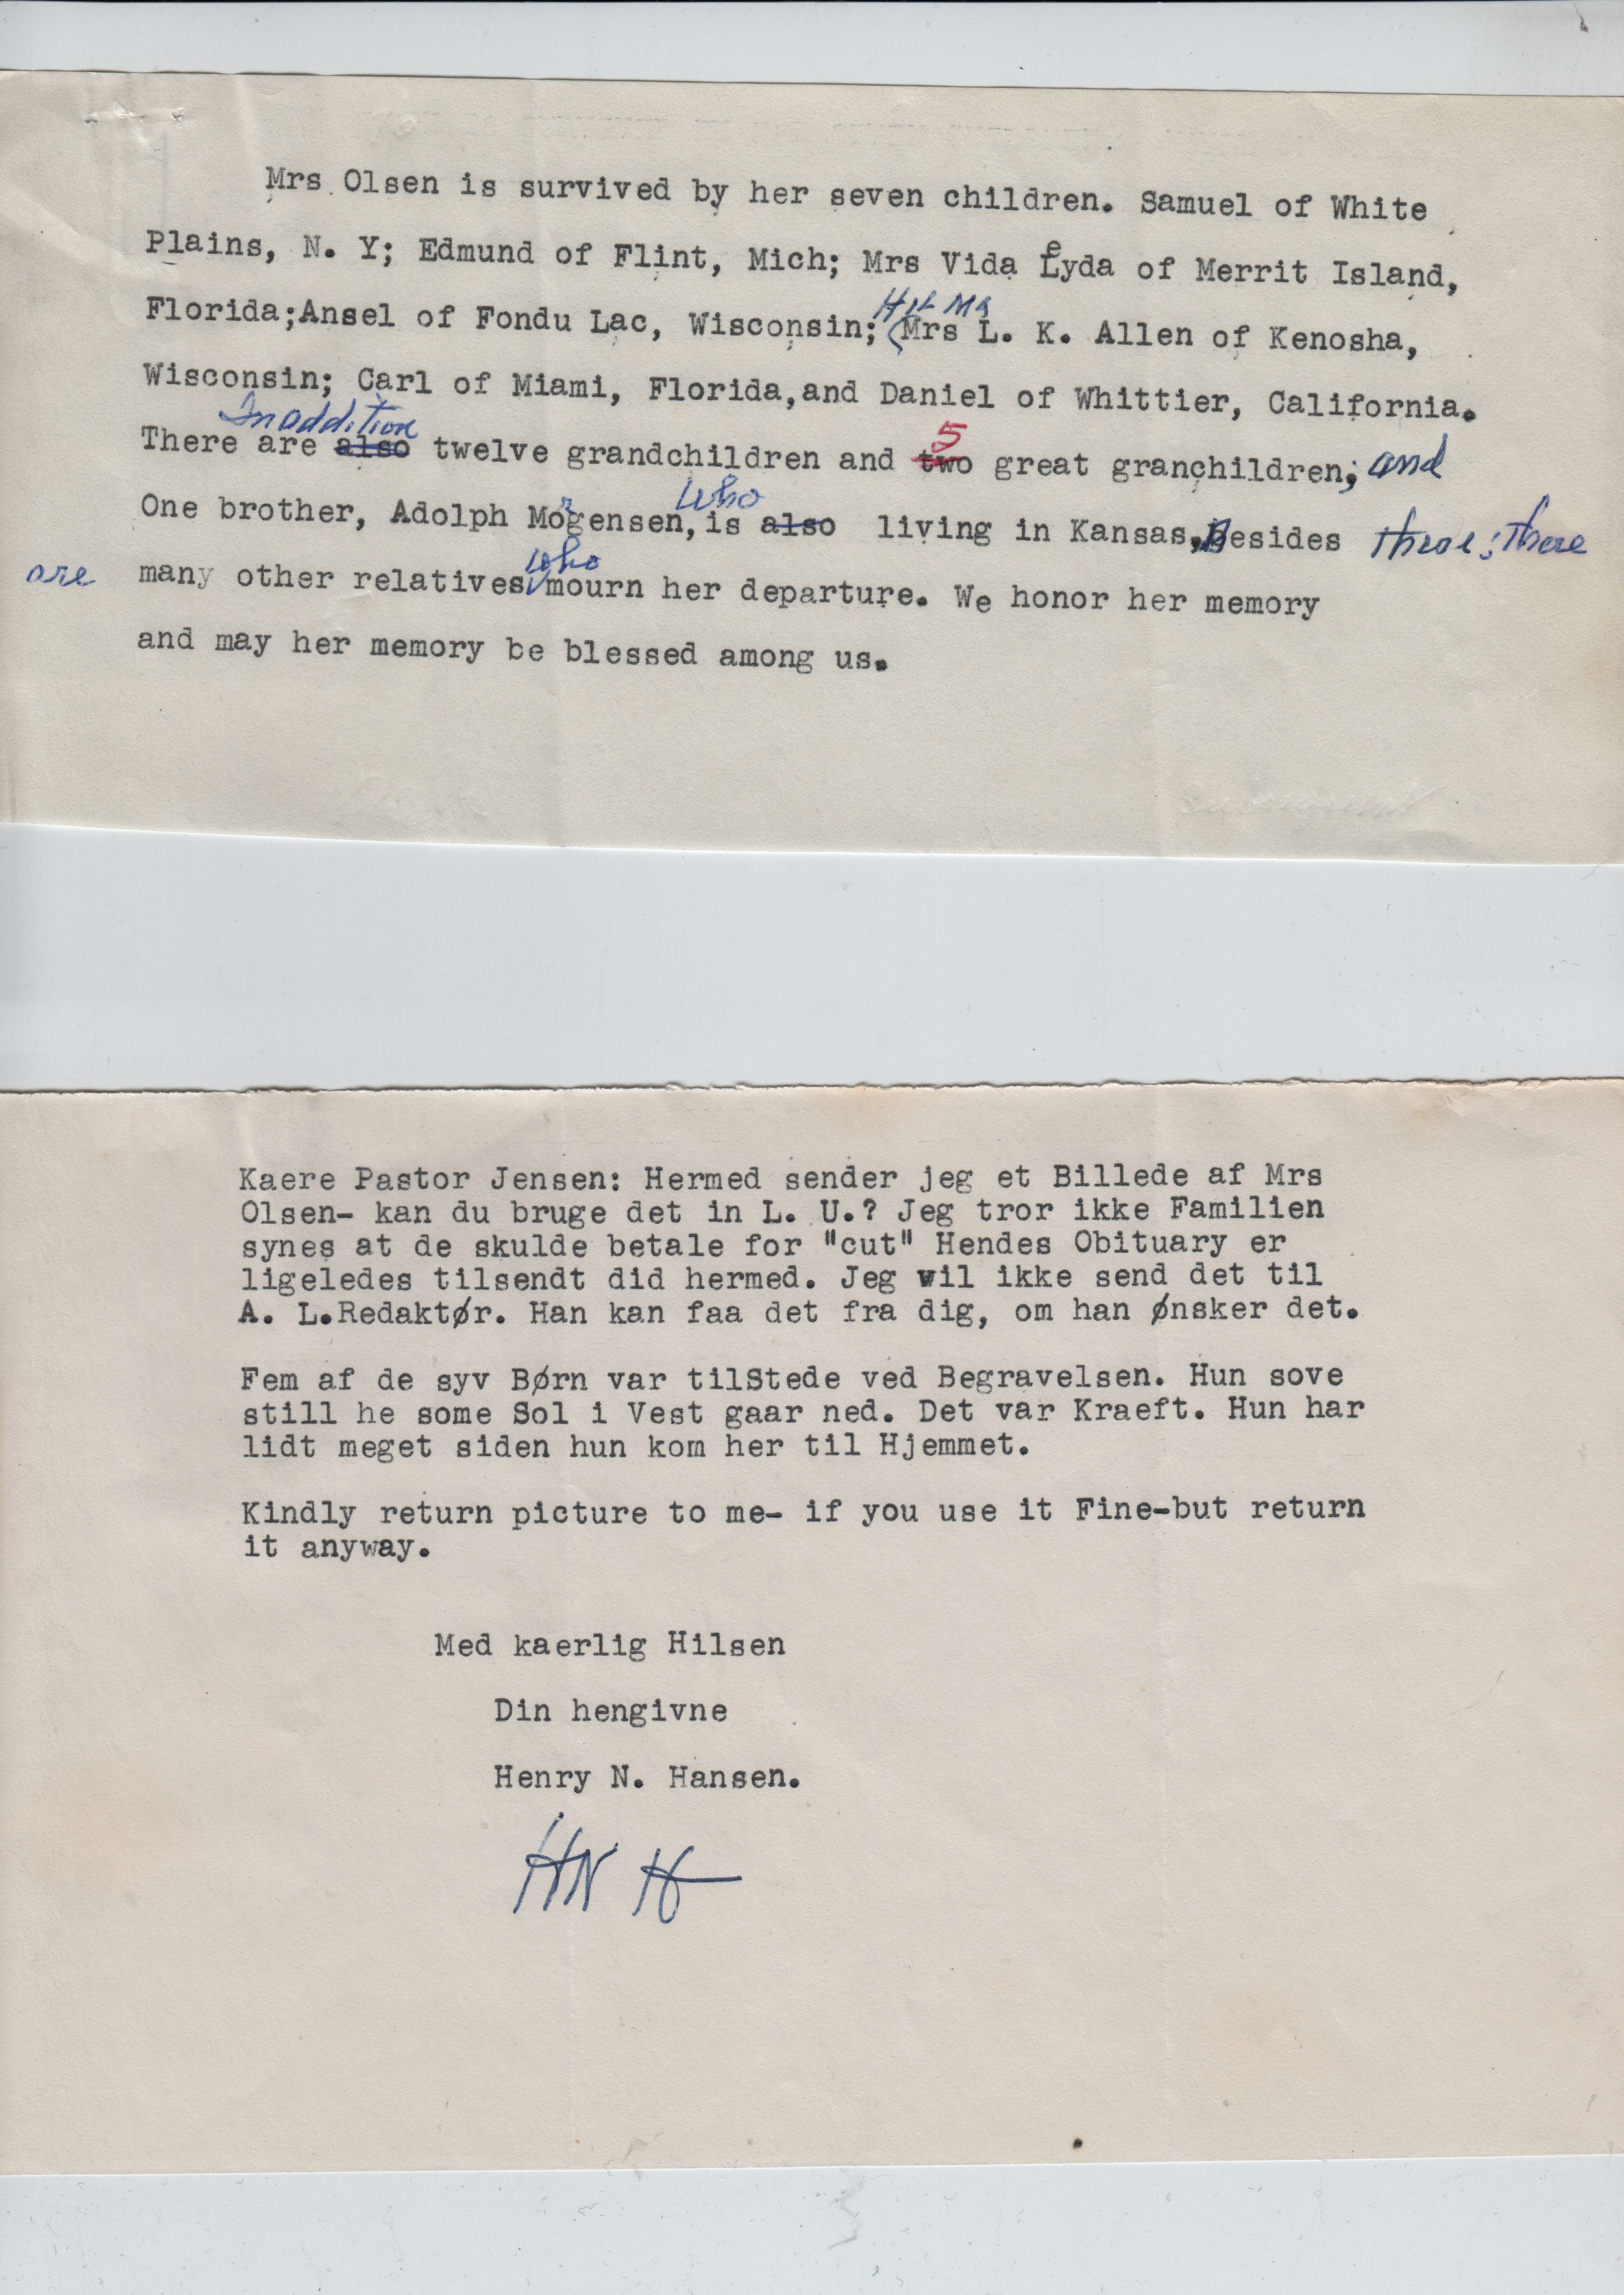 Mrs Olsen is survived by her seven children. Samuel of White
Plains, N. Y; Edmund of Flint, Mich; Mrs Vida Lyda of Merrit Island,
e
Florida;Ansel of Fondu Lac, Wisconsin; Mrs L. K. Allen of Kenosha,
Wisconsin; Carl of Miami, Florida,and Daniel of Whittier, California.
In addition
There are also twelve grandchildren and two great granchildren; and
5
who
One brother, Adolph Mogensen, is also living in Kansas, Besides these; there
r
who
are many other relatives mourn her departure. We honor her memory
and may her memory be blessed among us.
Kaere Pastor Jensen: Hermed sender jeg et Billede af Mrs
Olsen- kan du bruge det in L. U.? Jeg tror ikke Familien
synes at de skulde betale for "cut" Hendes Obituary er
ligeledes tilsendt did hermed. Jeg wil ikke send det til
A. L.Redaktør. Han kan faa det fra dig, om han ønsker det.
Fem af de syv Børn var tilStede ved Begravelsen. Hun sove
still he some Sol i Vest gaar ned. Det var Kraeft. Hun har
lidt meget siden hun kom her til Hjemmet.
Kindly return picture to me- if you use it Fine-but return
it anyway.
Med kaerlig Hilsen
Din hengivne
Henry N. Hansen.
HN H